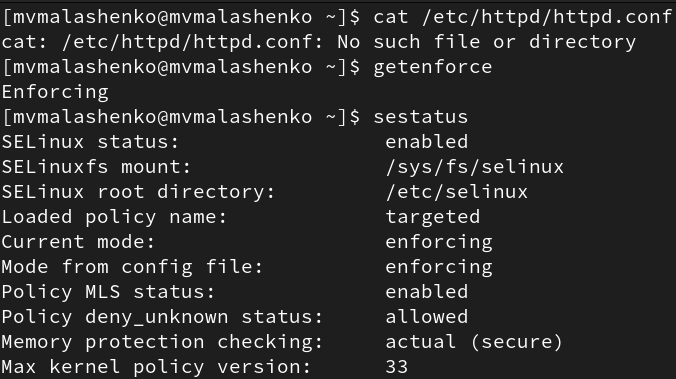 [mvmalashenko@mvmalashenko ~]$ cat /etc/httpd/httpd.conf
cat: /etc/httpd/httpd.conf: No such file or directory
[mvmalashenko@mvmalashenko ~]$ getenforce
Enforcing
[mvmalashenko@mvmalashenko ~]$ sestatus
SELinux status:                 enabled
SELinuxfs mount:                /sys/fs/selinux
SELinux root directory:         /etc/selinux
Loaded policy name:             targeted
Current mode:                   enforcing
Mode from config file:          enforcing
Policy MLS status:              enabled
Policy deny_unknown status:     allowed
Memory protection checking:     actual (secure)
Max kernel policy version:      33